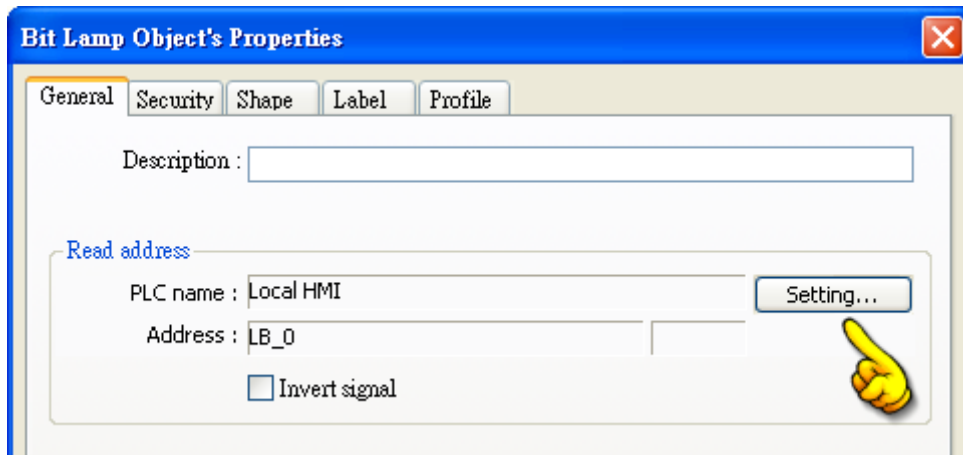 Bit Lamp Object's Properties
General Security Shape Label Profile
Description :
Read address
PLC name : Local HMI Setting...
Address : LB_0
Invert signal